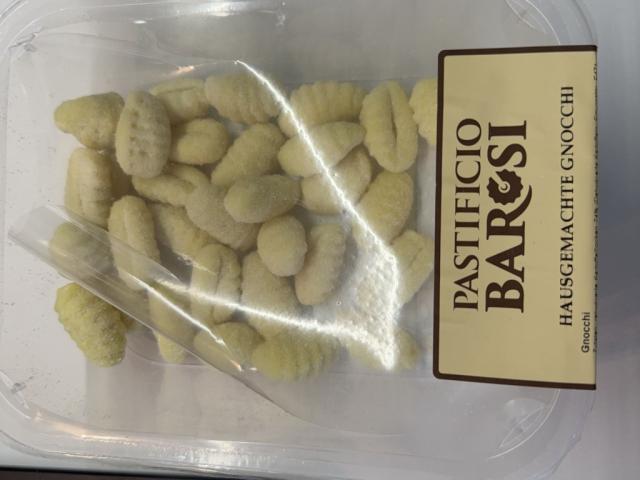 PASTIFICIO
BAROSI
HAUSGEMACHTE GNOCCHI
Gnocchi